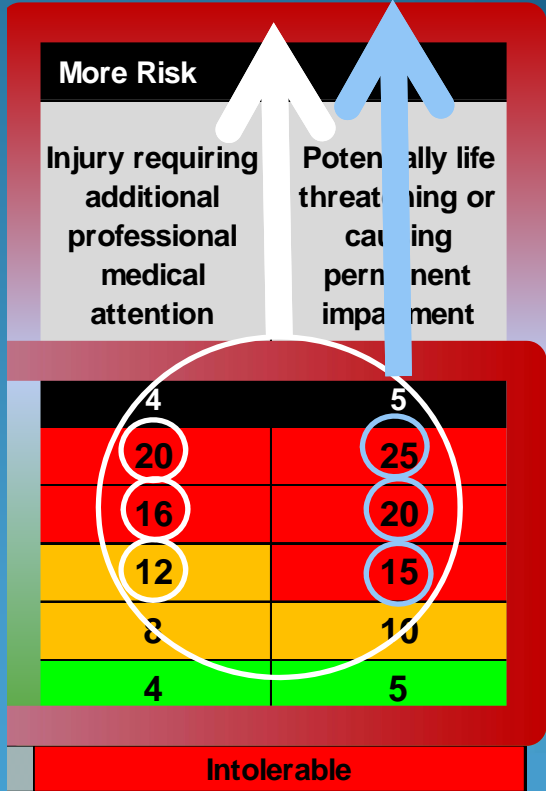 More Risk
Injury requiring
additional
professional
medical
attention
Potentially life
threatening or
causing
permanent
impairment
4 5
20 25
16 20
12 15
8 10
4 5
Intolerable